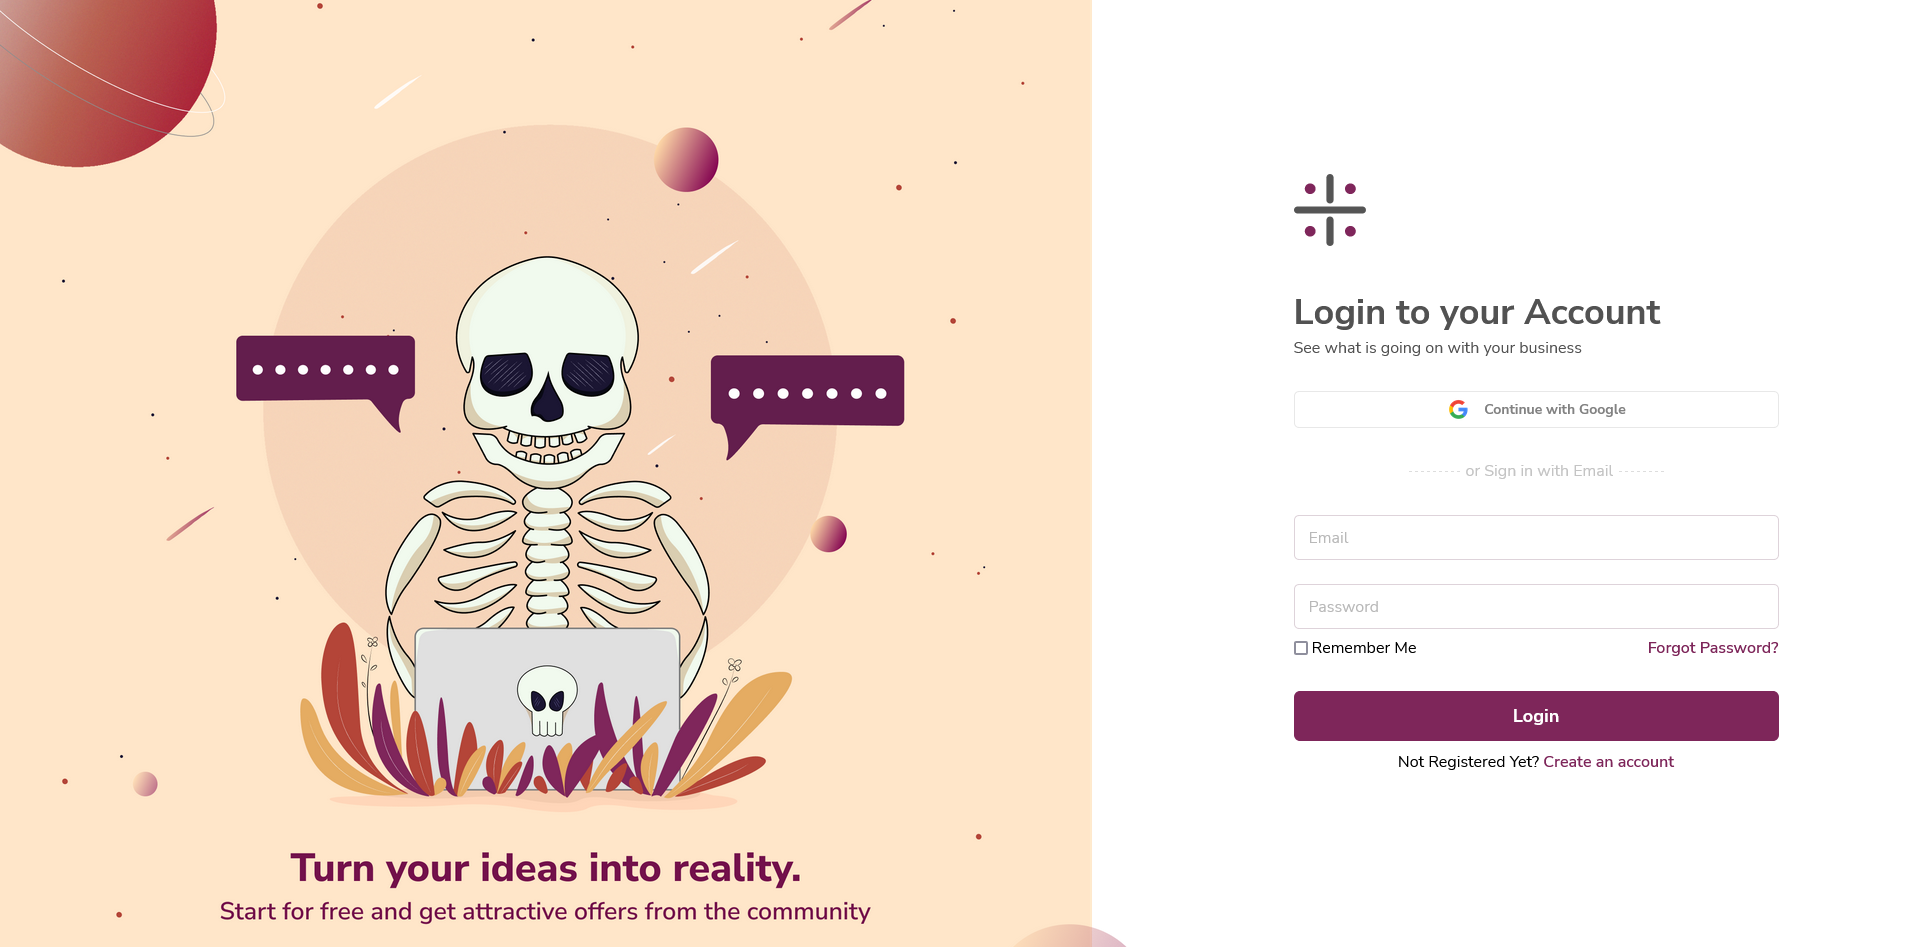 Turn your ideas into reality.
Start for free and get attractive offers from the community
Login to your Account
See what is going on with your business
Continue with Google
--------- or Sign in with Email --------
Email
Password
Remember Me
Forgot Password?
Login
Not Registered Yet? Create an account